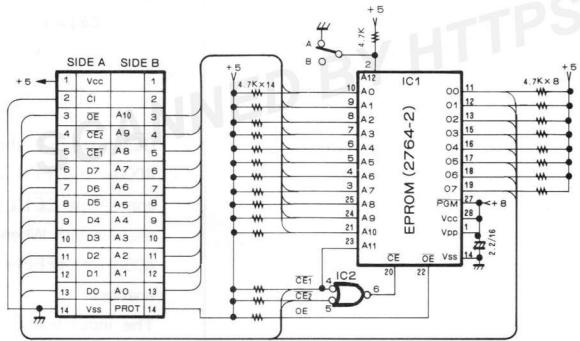 SCANNED BY HTTPS
+5
A
B
4.7K
2
A12
IC1
EPROM (2764-2)
SIDE A SIDE B
+5 1 Vcc 1
2 CI 2
3 OE A10 3
4 CE2 A9 4
5 CE1 A8 5
6 D7 A7 6
7 D6 A6 7
8 D5 A5 8
9 D4 A4 9
10 D3 A3 10
11 D2 A2 11
12 D1 A1 12
13 D0 A0 13
14 Vss PROT 14
+5
4.7K×14
10 A0
9 A1
8 A2
7 A3
6 A4
5 A5
4 A6
3 A7
25 A8
24 A9
21 A10
23 A11
+5
4.7K×8
O0 11
O1 12
O2 13
O3 15
O4 16
O5 17
O6 18
O7 19
PGM 27 +8
Vcc 28
Vpp 1
2.2/16
Vss 14
CE OE
20 22
IC2
CE1 4
CE2 5
6
OE